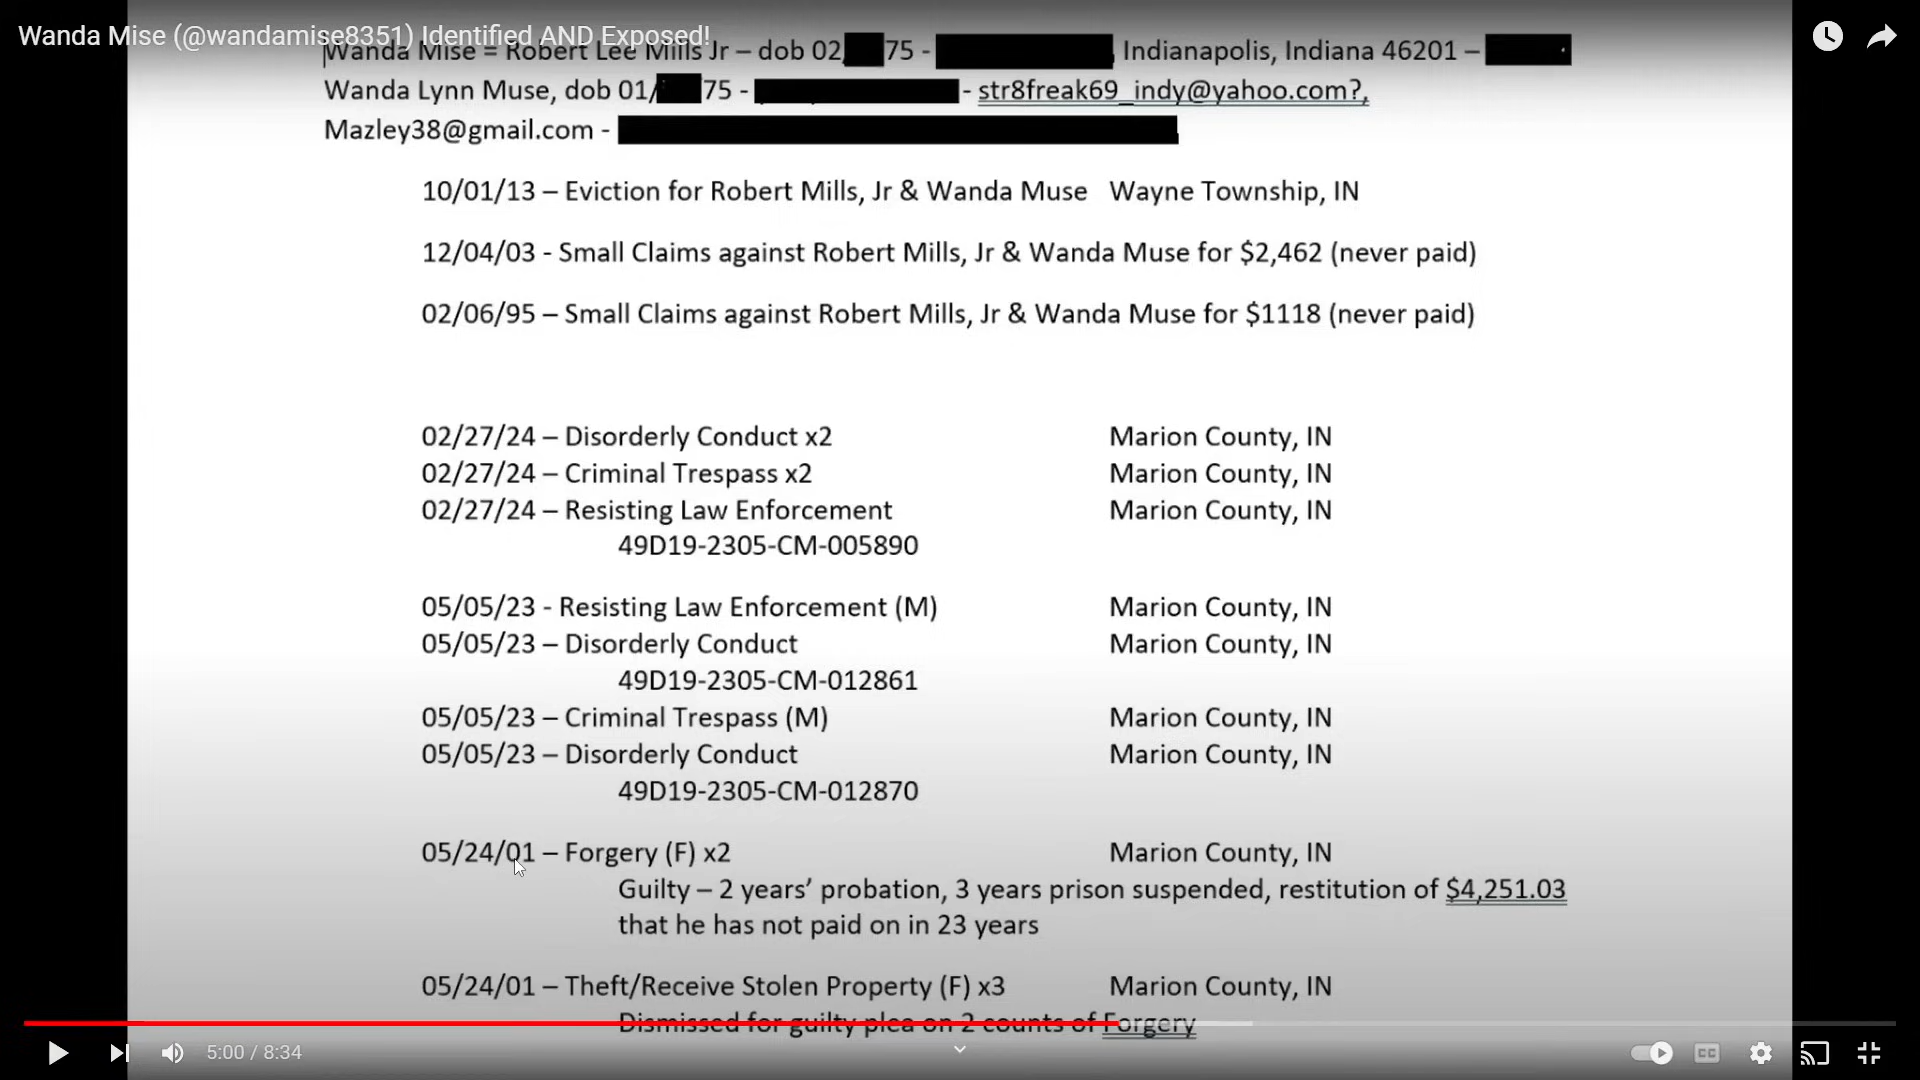 Wanda Mise (@wandamise8351) Identified AND Exposed!
Wanda Mise = Robert Lee Mills Jr – dob 02 75 - Indianapolis, Indiana 46201 –
Wanda Lynn Muse, dob 01/ 75 - - str8freak69_indy@yahoo.com?,
Mazley38@gmail.com -
10/01/13 – Eviction for Robert Mills, Jr & Wanda Muse Wayne Township, IN
12/04/03 - Small Claims against Robert Mills, Jr & Wanda Muse for $2,462 (never paid)
02/06/95 – Small Claims against Robert Mills, Jr & Wanda Muse for $1118 (never paid)
02/27/24 – Disorderly Conduct x2 Marion County, IN
02/27/24 – Criminal Trespass x2 Marion County, IN
02/27/24 – Resisting Law Enforcement Marion County, IN
49D19-2305-CM-005890
05/05/23 - Resisting Law Enforcement (M) Marion County, IN
05/05/23 – Disorderly Conduct Marion County, IN
49D19-2305-CM-012861
05/05/23 – Criminal Trespass (M) Marion County, IN
05/05/23 – Disorderly Conduct Marion County, IN
49D19-2305-CM-012870
05/24/01 – Forgery (F) x2 Marion County, IN
Guilty – 2 years’ probation, 3 years prison suspended, restitution of $4,251.03
that he has not paid on in 23 years
05/24/01 – Theft/Receive Stolen Property (F) x3 Marion County, IN
Dismissed for guilty plea on 2 counts of Forgery
5:00 / 8:34
CC